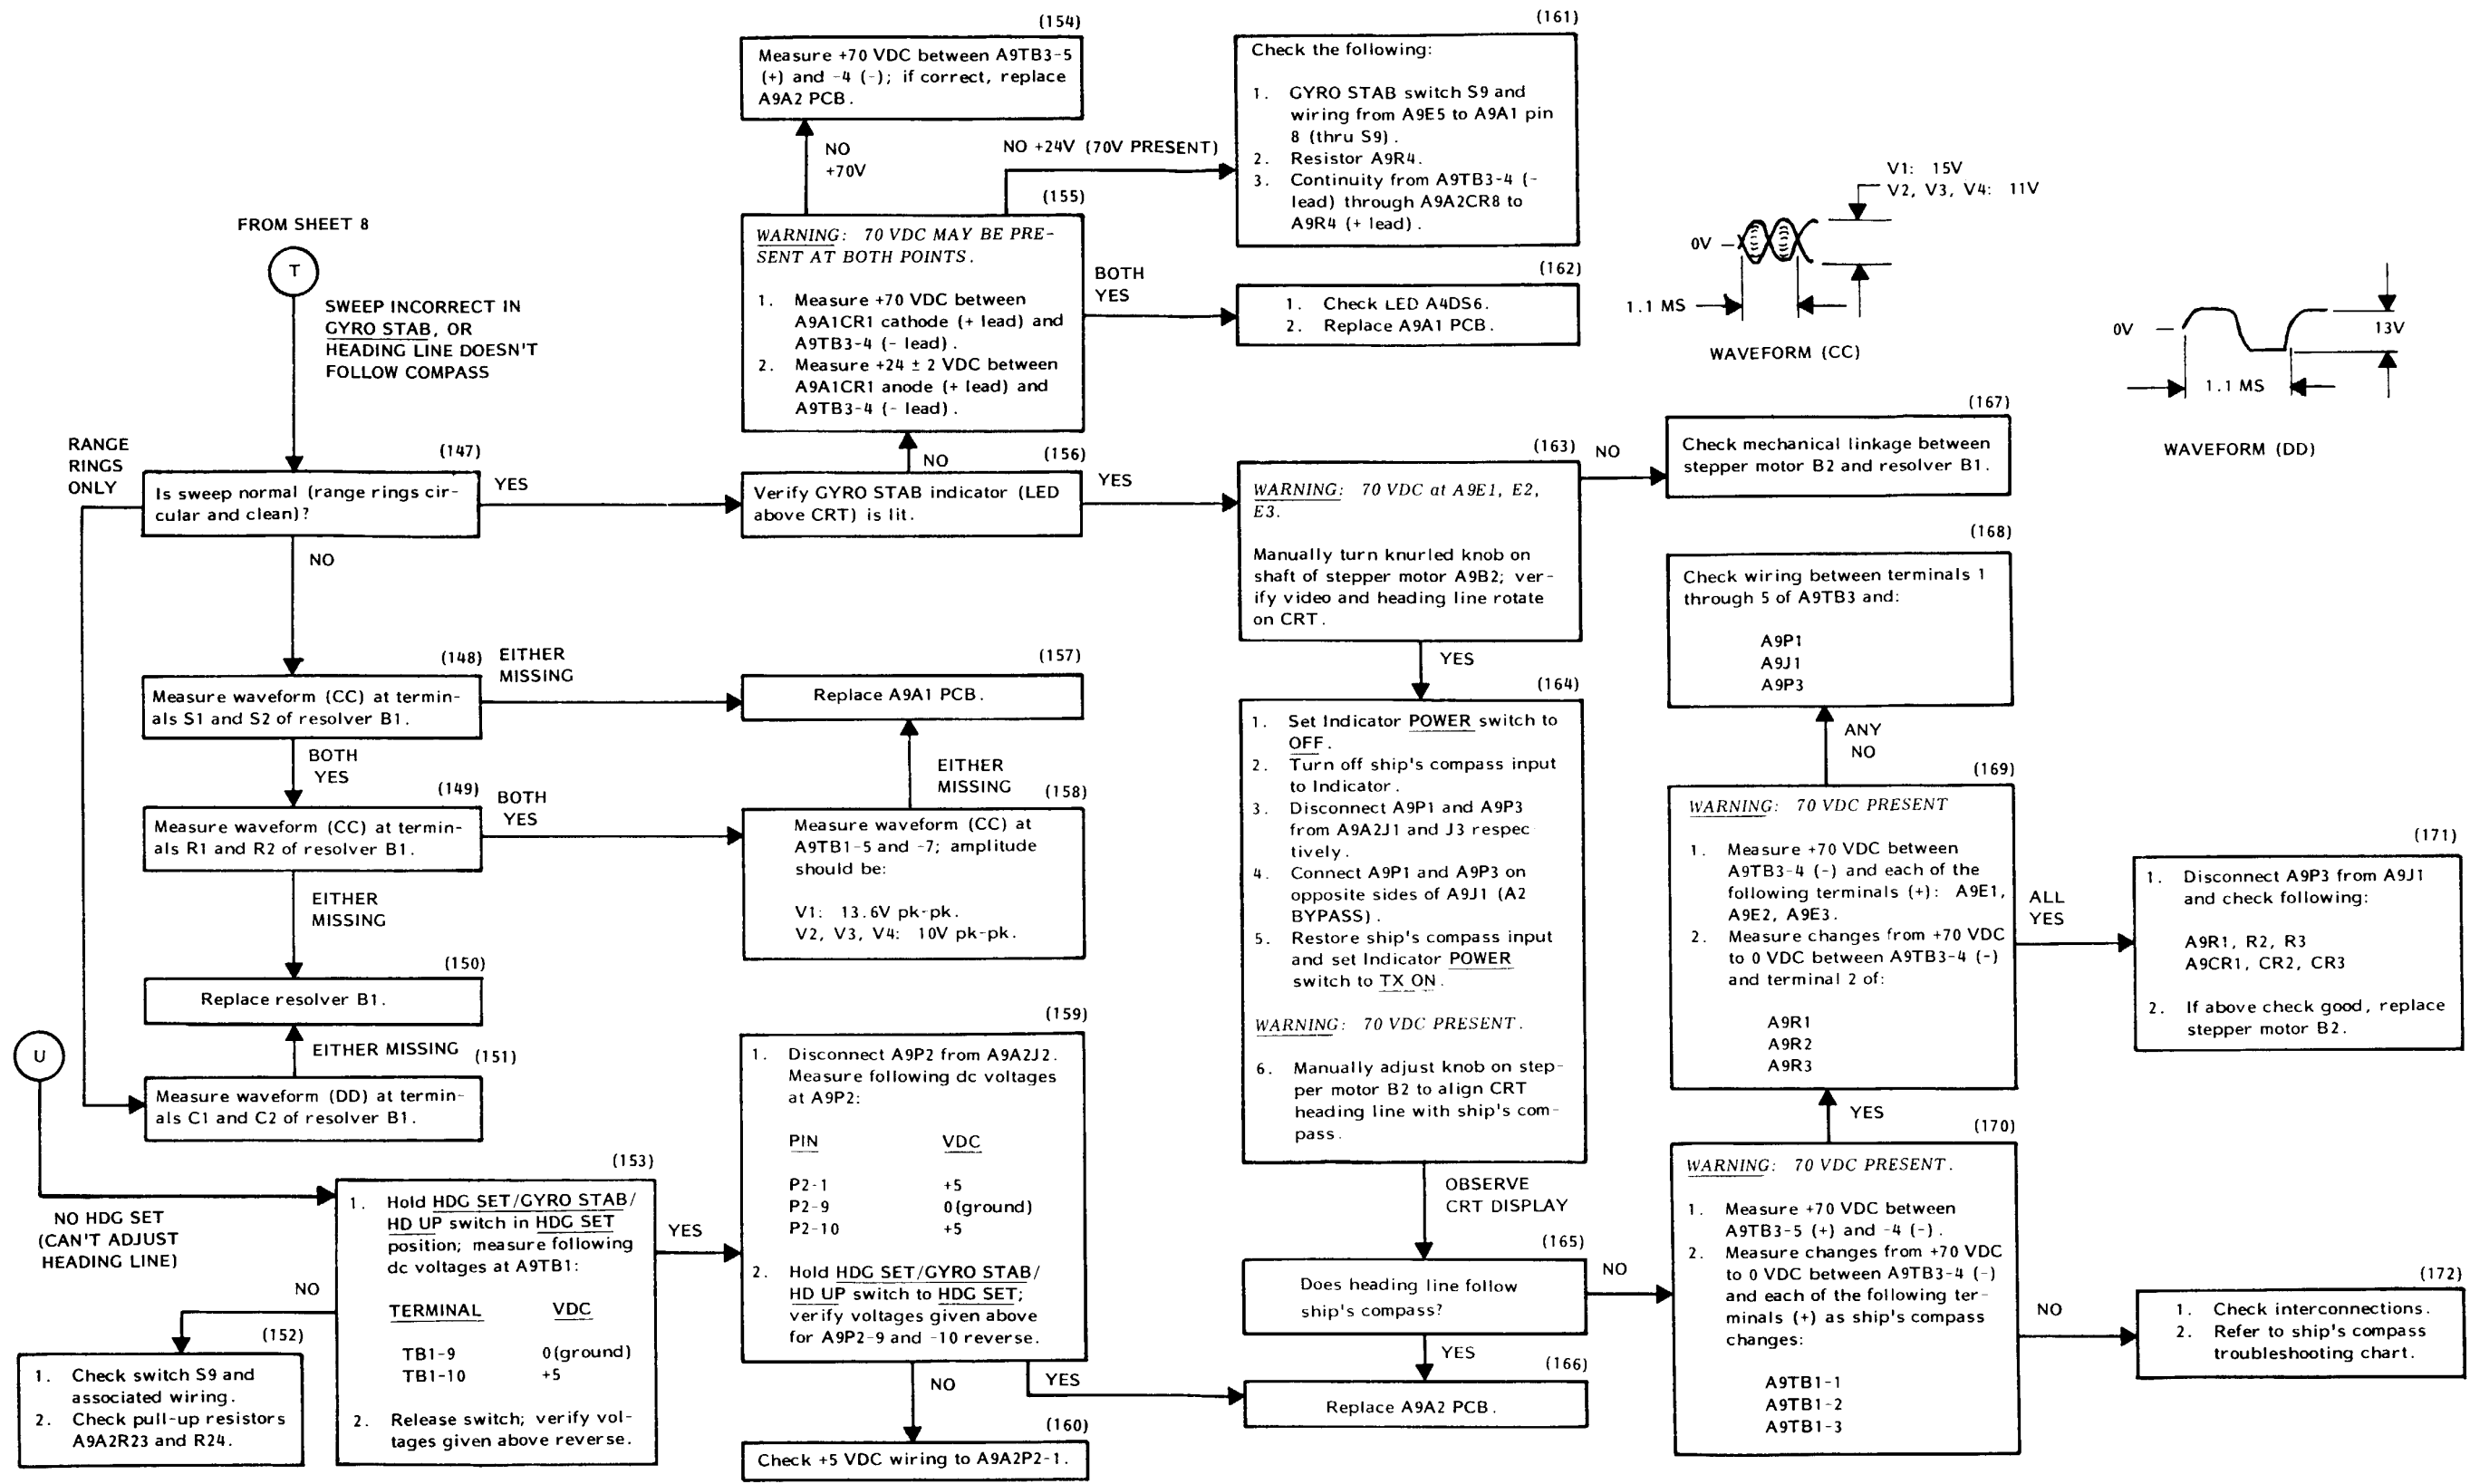 FROM SHEET 8
T
SWEEP INCORRECT IN
GYRO STAB, OR
HEADING LINE DOESN'T
FOLLOW COMPASS
RANGE
RINGS
ONLY
(147)
Is sweep normal (range rings cir-
cular and clean)?
YES
NO
(148)
Measure waveform (CC) at termin-
als S1 and S2 of resolver B1.
EITHER
MISSING
BOTH
YES
(149)
Measure waveform (CC) at termin-
als R1 and R2 of resolver B1.
BOTH
YES
EITHER
MISSING
(150)
Replace resolver B1.
EITHER MISSING
(151)
Measure waveform (DD) at termin-
als C1 and C2 of resolver B1.
U
NO HDG SET
(CAN'T ADJUST
HEADING LINE)
NO
(152)
1. Check switch S9 and
associated wiring.
2. Check pull-up resistors
A9A2R23 and R24.
(153)
1. Hold HDG SET/GYRO STAB/
HD UP switch in HDG SET
position; measure following
dc voltages at A9TB1:
TERMINAL VDC
TB1-9 0(ground)
TB1-10 +5
2. Release switch; verify vol-
tages given above reverse.
YES
(154)
Measure +70 VDC between A9TB3-5
(+) and -4 (-); if correct, replace
A9A2 PCB.
NO
+70V
NO +24V (70V PRESENT)
(155)
WARNING: 70 VDC MAY BE PRE-
SENT AT BOTH POINTS.
1. Measure +70 VDC between
A9A1CR1 cathode (+ lead) and
A9TB3-4 (- lead).
2. Measure +24 ± 2 VDC between
A9A1CR1 anode (+ lead) and
A9TB3-4 (- lead).
BOTH
YES
NO
(156)
Verify GYRO STAB indicator (LED
above CRT) is lit.
YES
(157)
Replace A9A1 PCB.
EITHER
MISSING
(158)
Measure waveform (CC) at
A9TB1-5 and -7; amplitude
should be:
V1: 13.6V pk-pk.
V2, V3, V4: 10V pk-pk.
(159)
1. Disconnect A9P2 from A9A2J2.
Measure following dc voltages
at A9P2:
PIN VDC
P2-1 +5
P2-9 0(ground)
P2-10 +5
2. Hold HDG SET/GYRO STAB/
HD UP switch to HDG SET;
verify voltages given above
for A9P2-9 and -10 reverse.
NO
YES
(160)
Check +5 VDC wiring to A9A2P2-1.
(161)
Check the following:
1. GYRO STAB switch S9 and
wiring from A9E5 to A9A1 pin
8 (thru S9).
2. Resistor A9R4.
3. Continuity from A9TB3-4 (-
lead) through A9A2CR8 to
A9R4 (+ lead).
(162)
1. Check LED A4DS6.
2. Replace A9A1 PCB.
(163)
WARNING: 70 VDC at A9E1, E2,
E3.
Manually turn knurled knob on
shaft of stepper motor A9B2; ver-
ify video and heading line rotate
on CRT.
NO
YES
(164)
1. Set Indicator POWER switch to
OFF.
2. Turn off ship's compass input
to Indicator.
3. Disconnect A9P1 and A9P3
from A9A2J1 and J3 respec
tively.
4. Connect A9P1 and A9P3 on
opposite sides of A9J1 (A2
BYPASS).
5. Restore ship's compass input
and set Indicator POWER
switch to TX ON.
WARNING: 70 VDC PRESENT.
6. Manually adjust knob on step-
per motor B2 to align CRT
heading line with ship's com-
pass.
OBSERVE
CRT DISPLAY
(165)
Does heading line follow
ship's compass?
NO
YES
(166)
Replace A9A2 PCB.
V1: 15V
V2, V3, V4: 11V
0V
1.1 MS
WAVEFORM (CC)
0V
13V
1.1 MS
WAVEFORM (DD)
(167)
Check mechanical linkage between
stepper motor B2 and resolver B1.
(168)
Check wiring between terminals 1
through 5 of A9TB3 and:
A9P1
A9J1
A9P3
ANY
NO
(169)
WARNING: 70 VDC PRESENT
1. Measure +70 VDC between
A9TB3-4 (-) and each of the
following terminals (+): A9E1,
A9E2, A9E3.
2. Measure changes from +70 VDC
to 0 VDC between A9TB3-4 (-)
and terminal 2 of:
A9R1
A9R2
A9R3
ALL
YES
YES
(170)
WARNING: 70 VDC PRESENT.
1. Measure +70 VDC between
A9TB3-5 (+) and -4 (-).
2. Measure changes from +70 VDC
to 0 VDC between A9TB3-4 (-)
and each of the following ter-
minals (+) as ship's compass
changes:
A9TB1-1
A9TB1-2
A9TB1-3
NO
(171)
1. Disconnect A9P3 from A9J1
and check following:
A9R1, R2, R3
A9CR1, CR2, CR3
2. If above check good, replace
stepper motor B2.
(172)
1. Check interconnections.
2. Refer to ship's compass
troubleshooting chart.